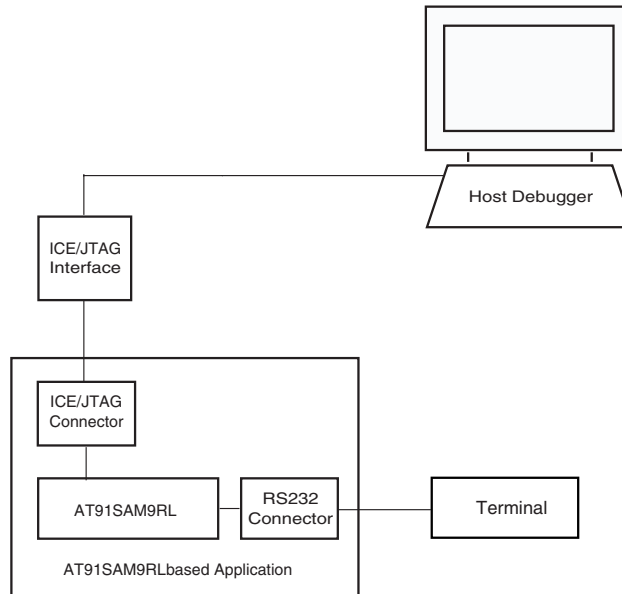 Host Debugger
ICE/JTAG
Interface
ICE/JTAG
Connector
AT91SAM9RL
RS232
Connector
Terminal
AT91SAM9RLbased Application